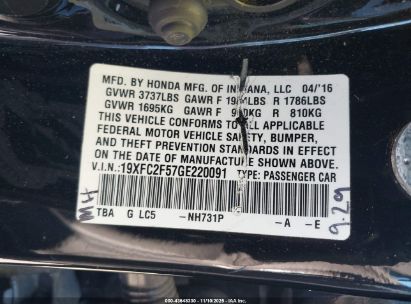 MFD. BY HONDA MFG. OF INDIANA, LLC 04/'16
GVWR 3737LBS GAWR F LBS R 1786LBS
GVWR 1695KG GAWR F KG R 810KG
THIS VEHICLE CONFORMS TO ALL APPLICABLE
FEDERAL MOTOR VEHICLE SAFETY, BUMPER,
AND THEFT PREVENTION STANDARDS IN EFFECT
ON THE DATE OF MANUFACTURE SHOWN ABOVE.
V.I.N.:19XFC2F57GE220091 TYPE: PASSENGER CAR
MH
TBA G LC5 -NH731P -A -E
9.29